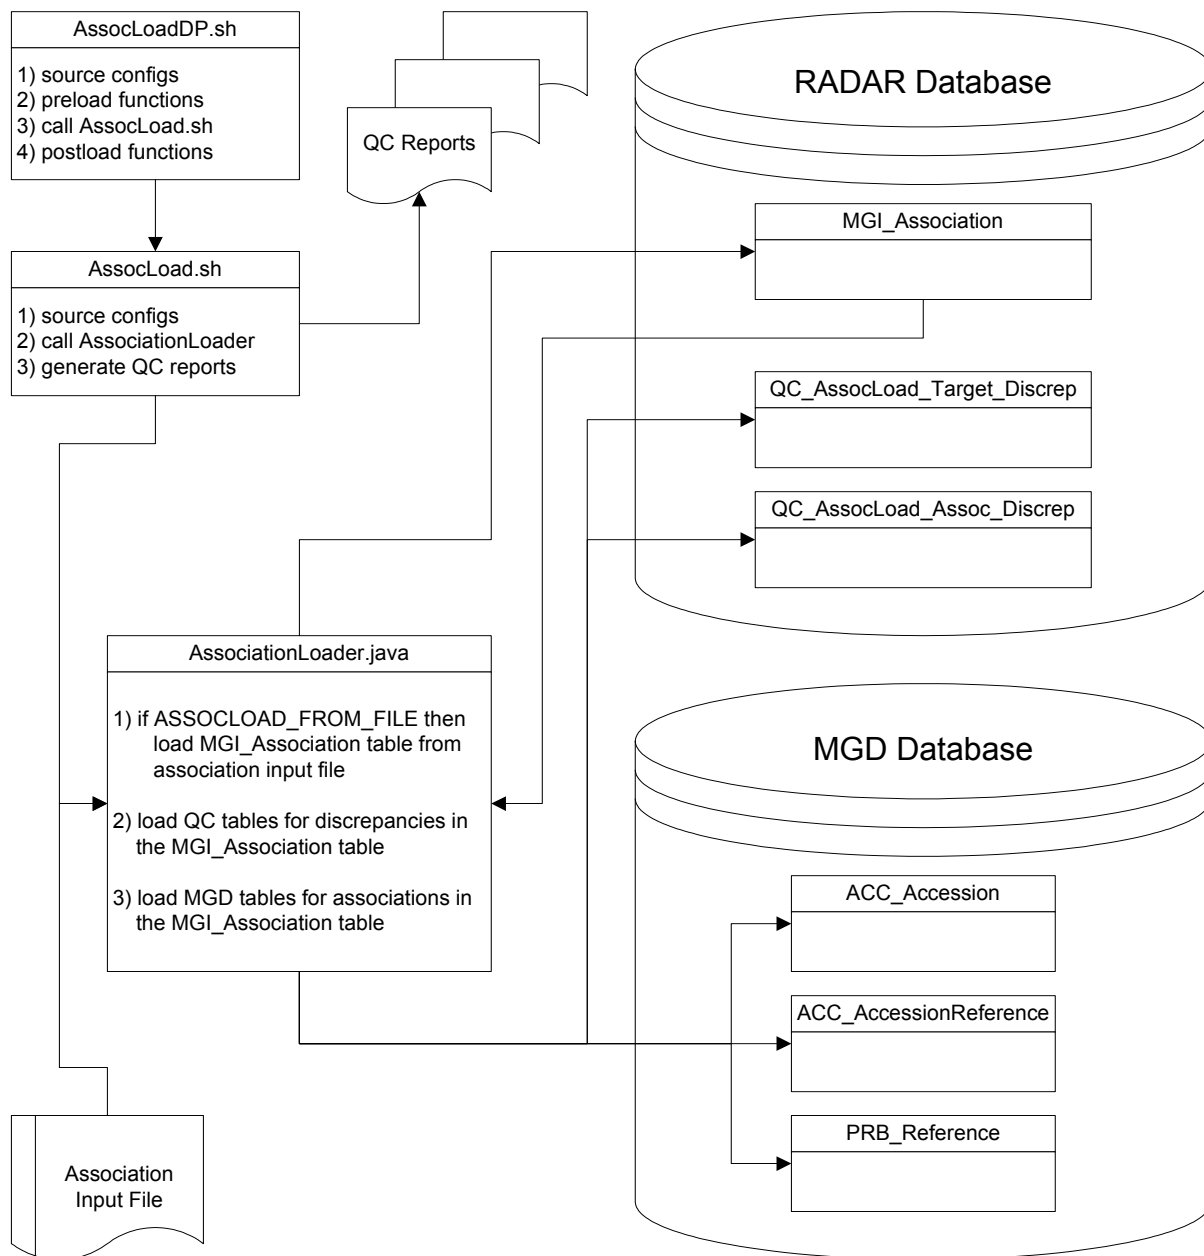 AssocLoadDP.sh
1) source configs
2) preload functions
3) call AssocLoad.sh
4) postload functions
QC Reports
RADAR Database
MGI_Association
AssocLoad.sh
1) source configs
2) call AssociationLoader
3) generate QC reports
QC_AssocLoad_Target_Discrep
QC_AssocLoad_Assoc_Discrep
AssociationLoader.java
1) if ASSOCLOAD_FROM_FILE then
load MGI_Association table from
association input file
2) load QC tables for discrepancies in
the MGI_Association table
3) load MGD tables for associations in
the MGI_Association table
MGD Database
ACC_Accession
ACC_AccessionReference
PRB_Reference
Association
Input File